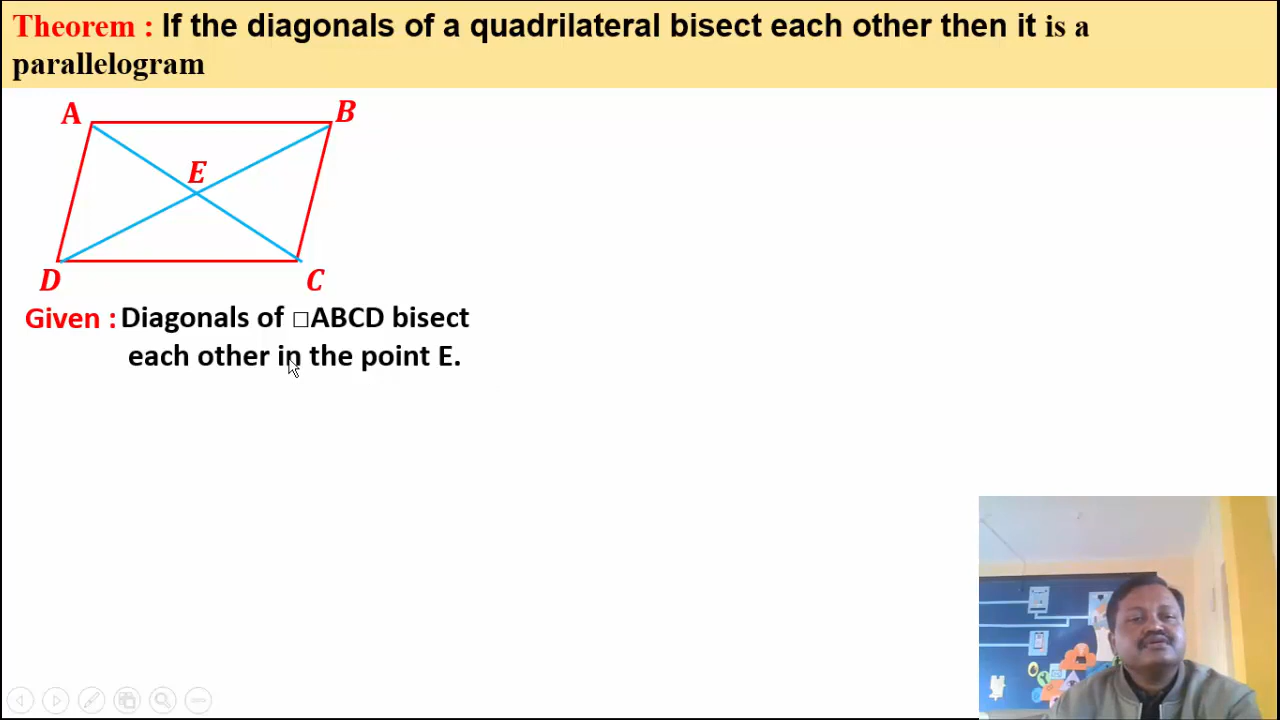 Theorem : If the diagonals of a quadrilateral bisect each other then it is a
parallelogram
A
B
E
D
C
Given : Diagonals of □ABCD bisect
each other in the point E.